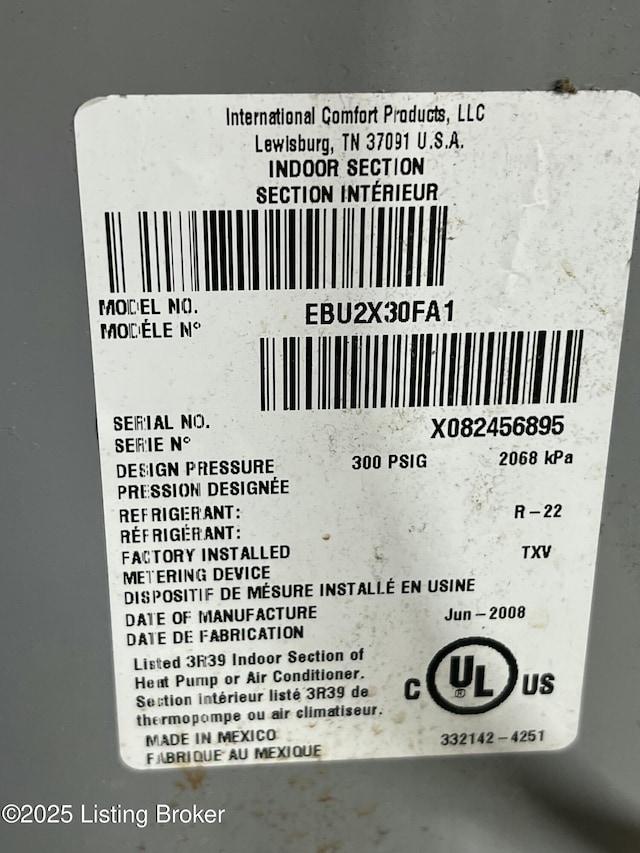 International Comfort Products, LLC
Lewisburg, TN 37091 U.S.A.
INDOOR SECTION
SECTION INTÉRIEUR
MODEL NO. EBU2X30FA1
MODÉLE Nº
SERIAL NO. X082456895
SERIE Nº
DESIGN PRESSURE 300 PSIG 2068 kPa
PRESSION DESIGNÉE
REFRIGERANT: R-22
RÉFRIGÉRANT:
FACTORY INSTALLED TXV
METERING DEVICE
DISPOSITIF DE MÉSURE INSTALLÉ EN USINE
DATE OF MANUFACTURE Jun-2008
DATE DE FABRICATION
Listed 3R39 Indoor Section of
Heat Pump or Air Conditioner.
Section intérieur listé 3R39 de
thermopompe ou air climatiseur.
C UL ® US
MADE IN MEXICO 332142-4251
FABRIQUE AU MEXIQUE
©2025 Listing Broker